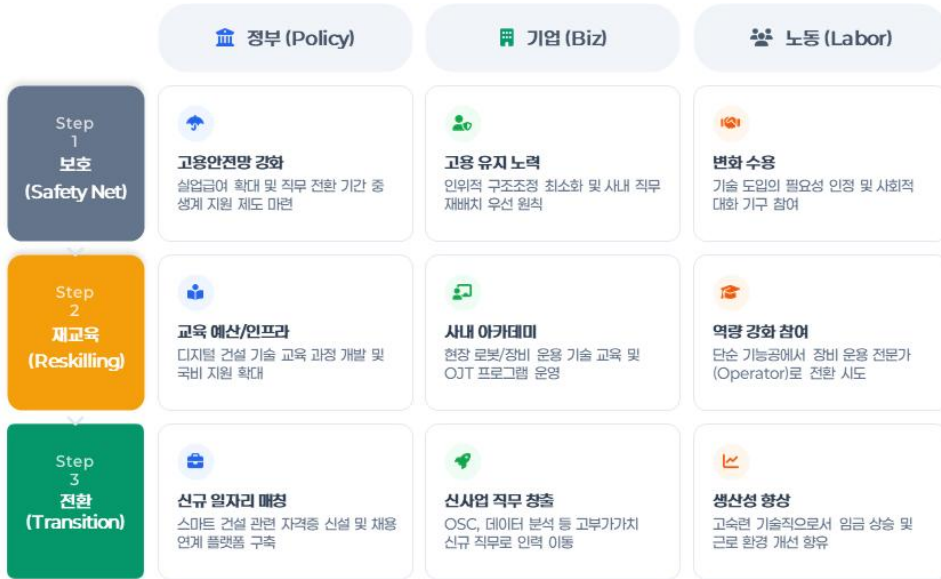 정부 (Policy)
기업 (Biz)
노동 (Labor)
Step
1
보호
(Safety Net)
고용안전망 강화
실업급여 확대 및 직무 전환 기간 중
생계 지원 제도 마련
고용 유지 노력
인위적 구조조정 최소화 및 사내 직무
재배치 우선 원칙
변화 수용
기술 도입의 필요성 인정 및 사회적
대화 기구 참여
Step
2
재교육
(Reskilling)
교육 예산/인프라
디지털 건설 기술 교육 과정 개발 및
국비 지원 확대
사내 아카데미
현장 로봇/장비 운용 기술 교육 및
OJT 프로그램 운영
역량 강화 참여
단순 기능공에서 장비 운용 전문가
(Operator)로 전환 시도
Step
3
전환
(Transition)
신규 일자리 매칭
스마트 건설 관련 자격증 신설 및 채용
연계 플랫폼 구축
신사업 직무 창출
OSC, 데이터 분석 등 고부가가치
신규 직무로 인력 이동
생산성 향상
고숙련 기술직으로서 임금 상승 및
근로 환경 개선 향유